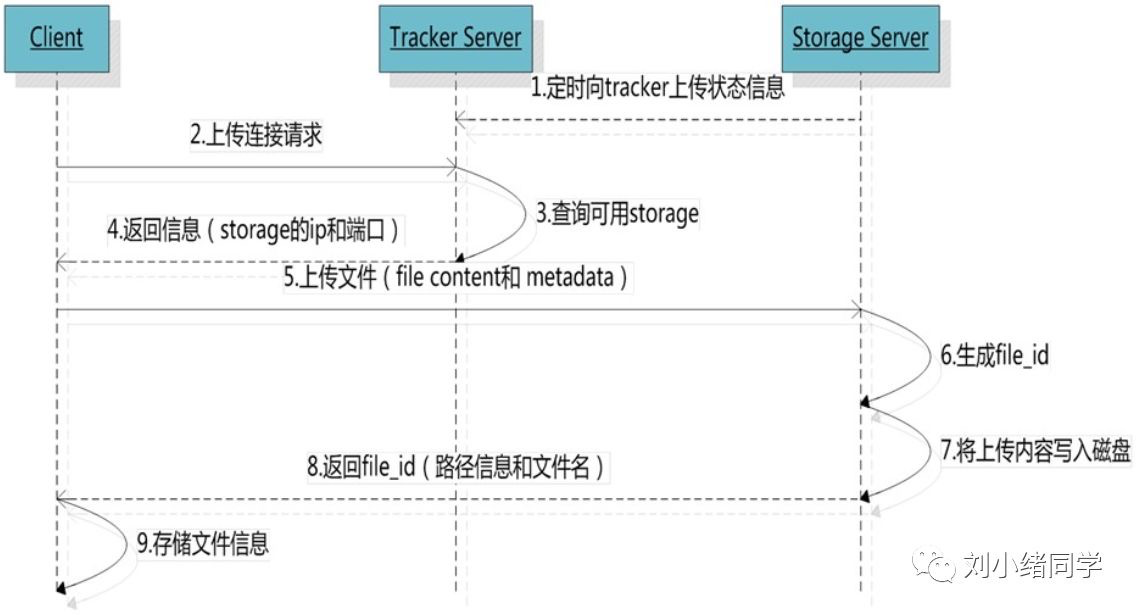 Client
Tracker Server
Storage Server
1.定时向tracker上传状态信息
2.上传连接请求
3.查询可用storage
4.返回信息（storage的ip和端口）
5.上传文件（file content和 metadata）
6.生成file_id
7.将上传内容写入磁盘
8.返回file_id（路径信息和文件名）
9.存储文件信息
刘小绪同学